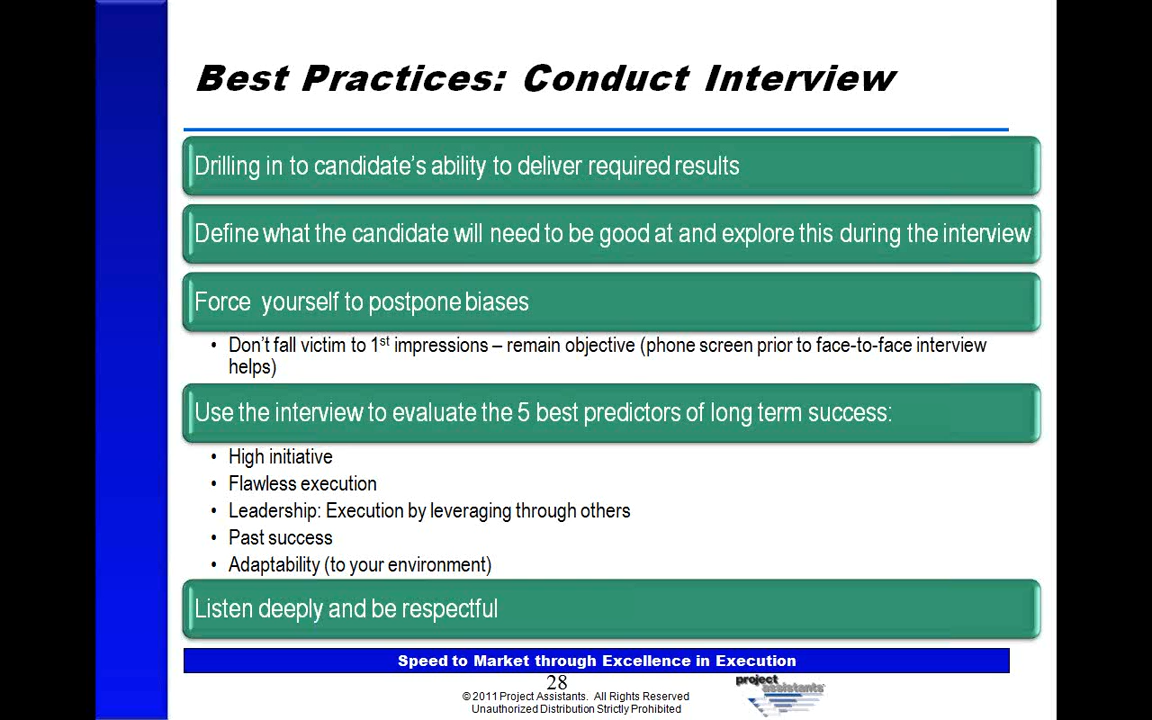 Best Practices: Conduct Interview
Drilling in to candidate's ability to deliver required results
Define what the candidate will need to be good at and explore this during the interview
Force  yourself to postpone biases
• Don't fall victim to 1st impressions – remain objective (phone screen prior to face-to-face interview
helps)
Use the interview to evaluate the 5 best predictors of long term success:
• High initiative
• Flawless execution
• Leadership: Execution by leveraging through others
• Past success
• Adaptability (to your environment)
Listen deeply and be respectful
Speed to Market through Excellence in Execution
28
©2011 Project Assistants.  All Rights Reserved
Unauthorized Distribution Strictly Prohibited
project
assistants